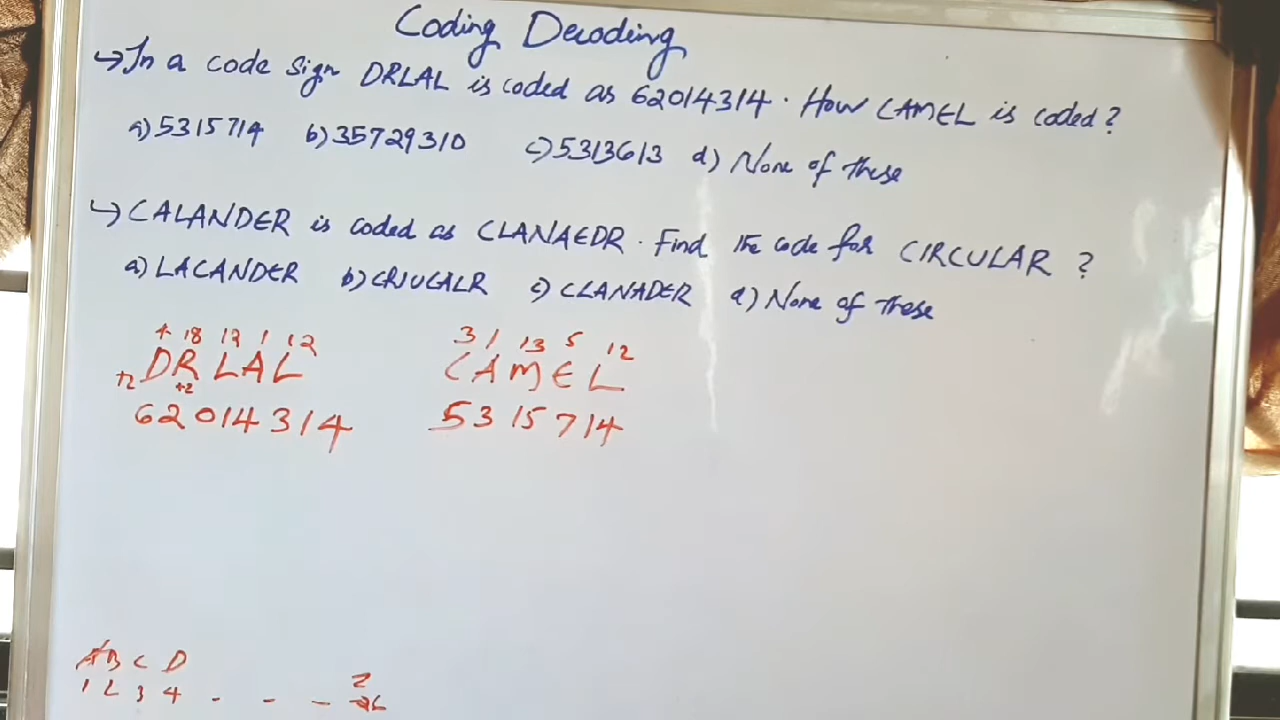 Coding Decoding
→ In a code sign DRLAL is coded as 62014314. How CAMEL is coded?
a) 5315714 b) 35729310 c) 5313613 d) None of these
→ CALANDER is coded as CLANAEDR. Find the code for CIRCULAR ?
a) LACANDER b) CRIUCALR c) CLANADER d) None of these
4 18 12 1 12 3 1 13 5 12
+2 DRLAL CAMEL
+2
62014314 5315714
A B C D Z
1 2 3 4 - - - 26